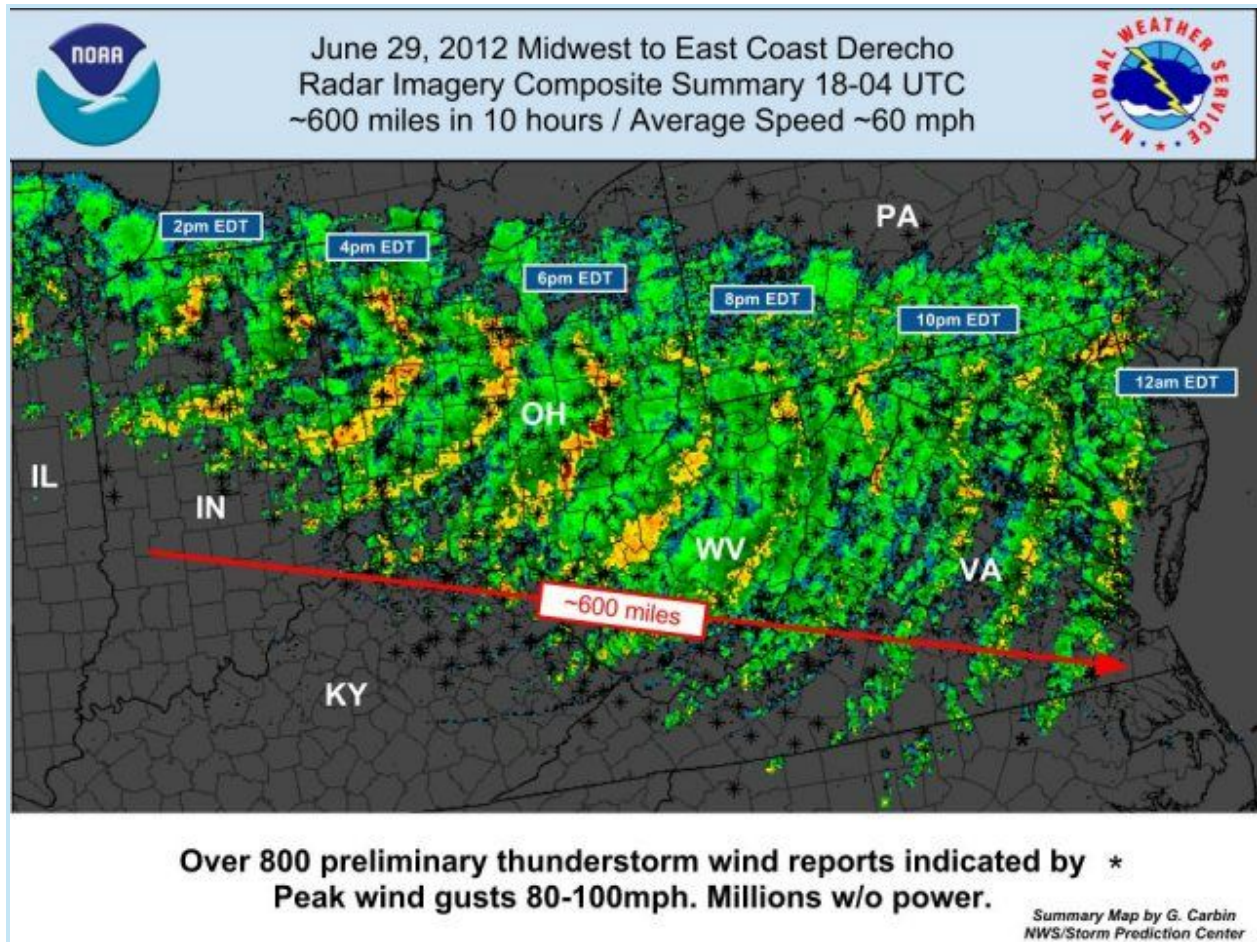 NOAA
June 29, 2012 Midwest to East Coast Derecho
Radar Imagery Composite Summary 18-04 UTC
~600 miles in 10 hours / Average Speed ~60 mph
NATIONAL WEATHER SERVICE
PA
2pm EDT
4pm EDT
6pm EDT
8pm EDT
10pm EDT
12am EDT
OH
IL
IN
WV
VA
~600 miles
KY
Over 800 preliminary thunderstorm wind reports indicated by *
Peak wind gusts 80-100mph. Millions w/o power.
Summary Map by G. Carbin
NWS/Storm Prediction Center